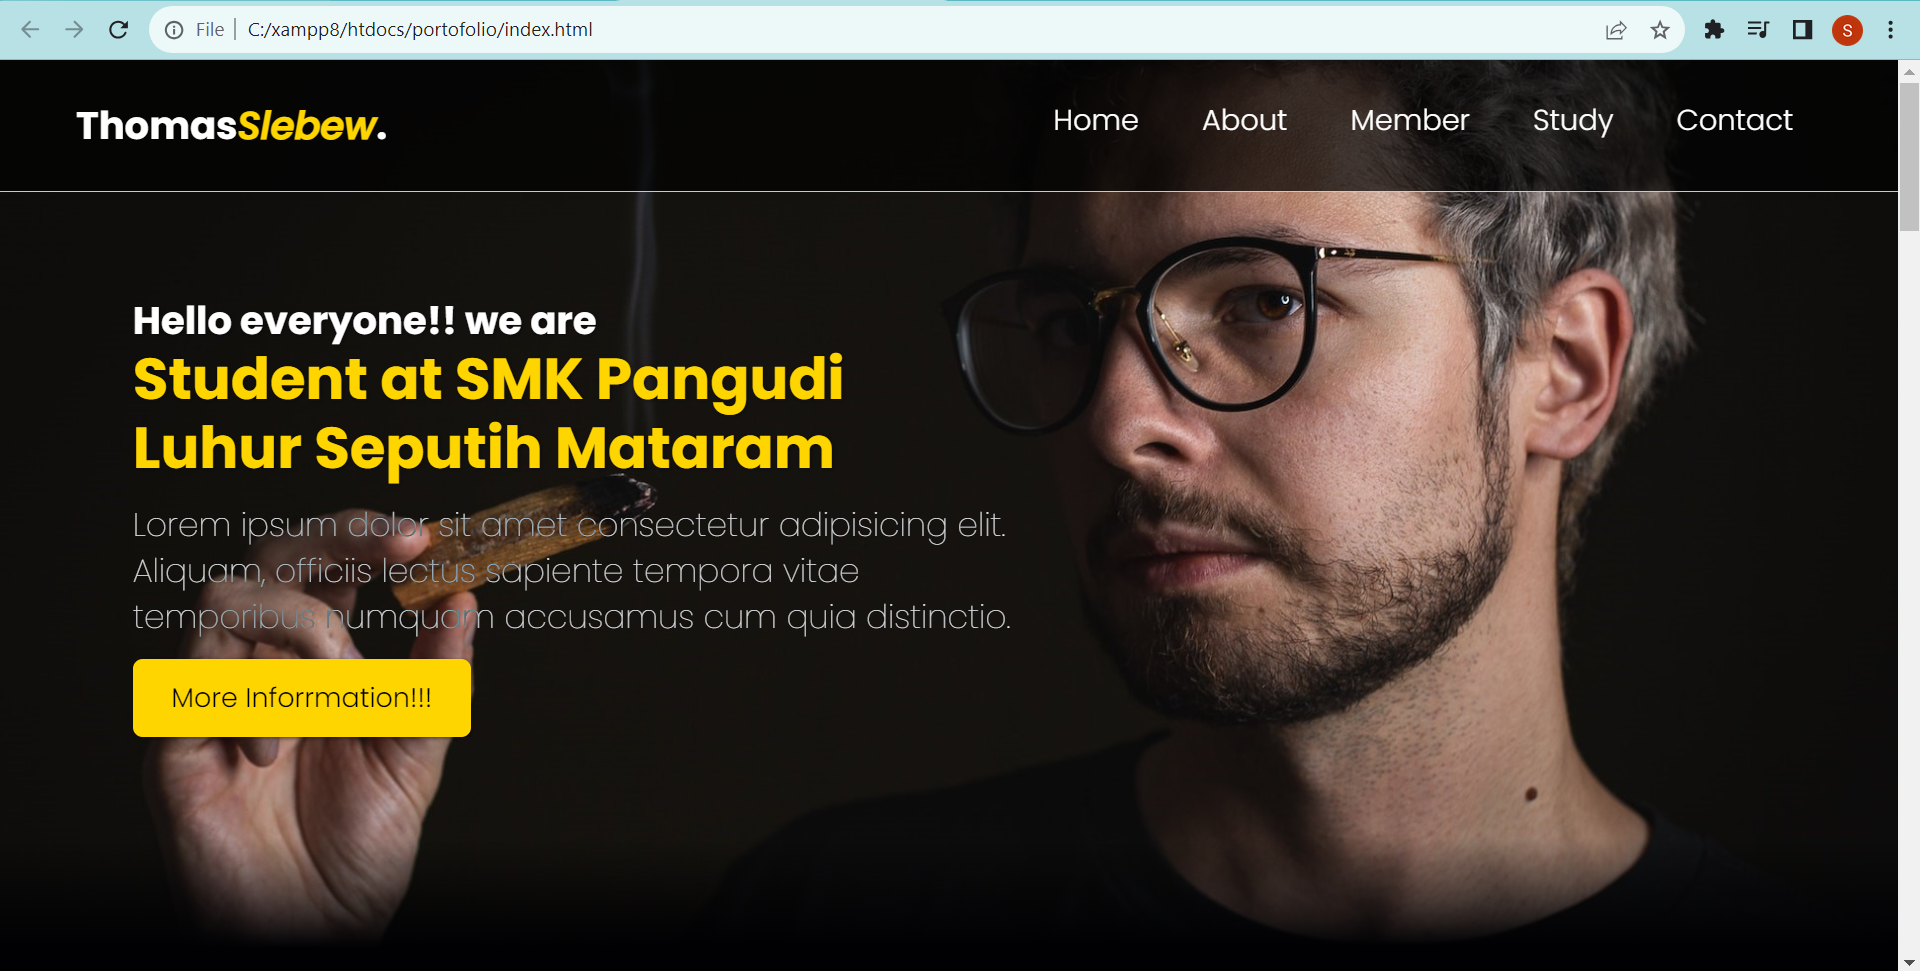 File
C:/xampp8/htdocs/portofolio/index.html
S
ThomasSlebew.
Home
About
Member
Study
Contact
Hello everyone!! we are
Student at SMK Pangudi
Luhur Seputih Mataram
Lorem ipsum dolor sit amet consectetur adipisicing elit.
Aliquam, officiis lectus sapiente tempora vitae
temporibus numquam accusamus cum quia distinctio.
More Inforrmation!!!